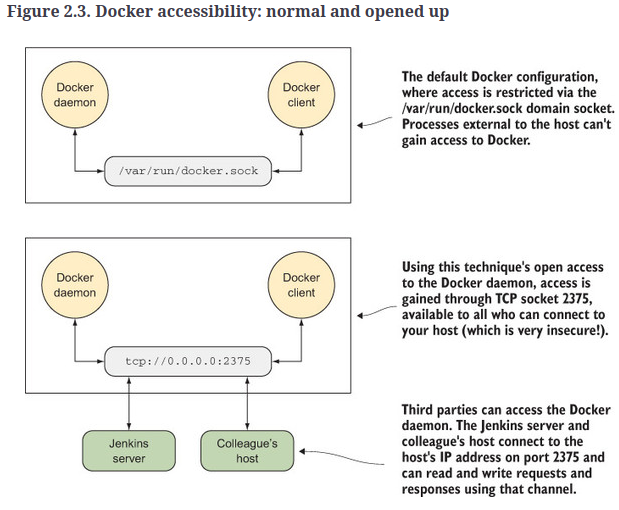 Figure 2.3. Docker accessibility: normal and opened up
Docker
daemon
Docker
client
/var/run/docker.sock
The default Docker configuration,
where access is restricted via the
/var/run/docker.sock domain socket.
Processes external to the host can't
gain access to Docker.
Docker
daemon
Docker
client
tcp://0.0.0.0:2375
Using this technique's open access
to the Docker daemon, access is
gained through TCP socket 2375,
available to all who can connect to
your host (which is very insecure!).
Jenkins
server
Colleague's
host
Third parties can access the Docker
daemon. The Jenkins server and
colleague's host connect to the
host's IP address on port 2375 and
can read and write requests and
responses using that channel.